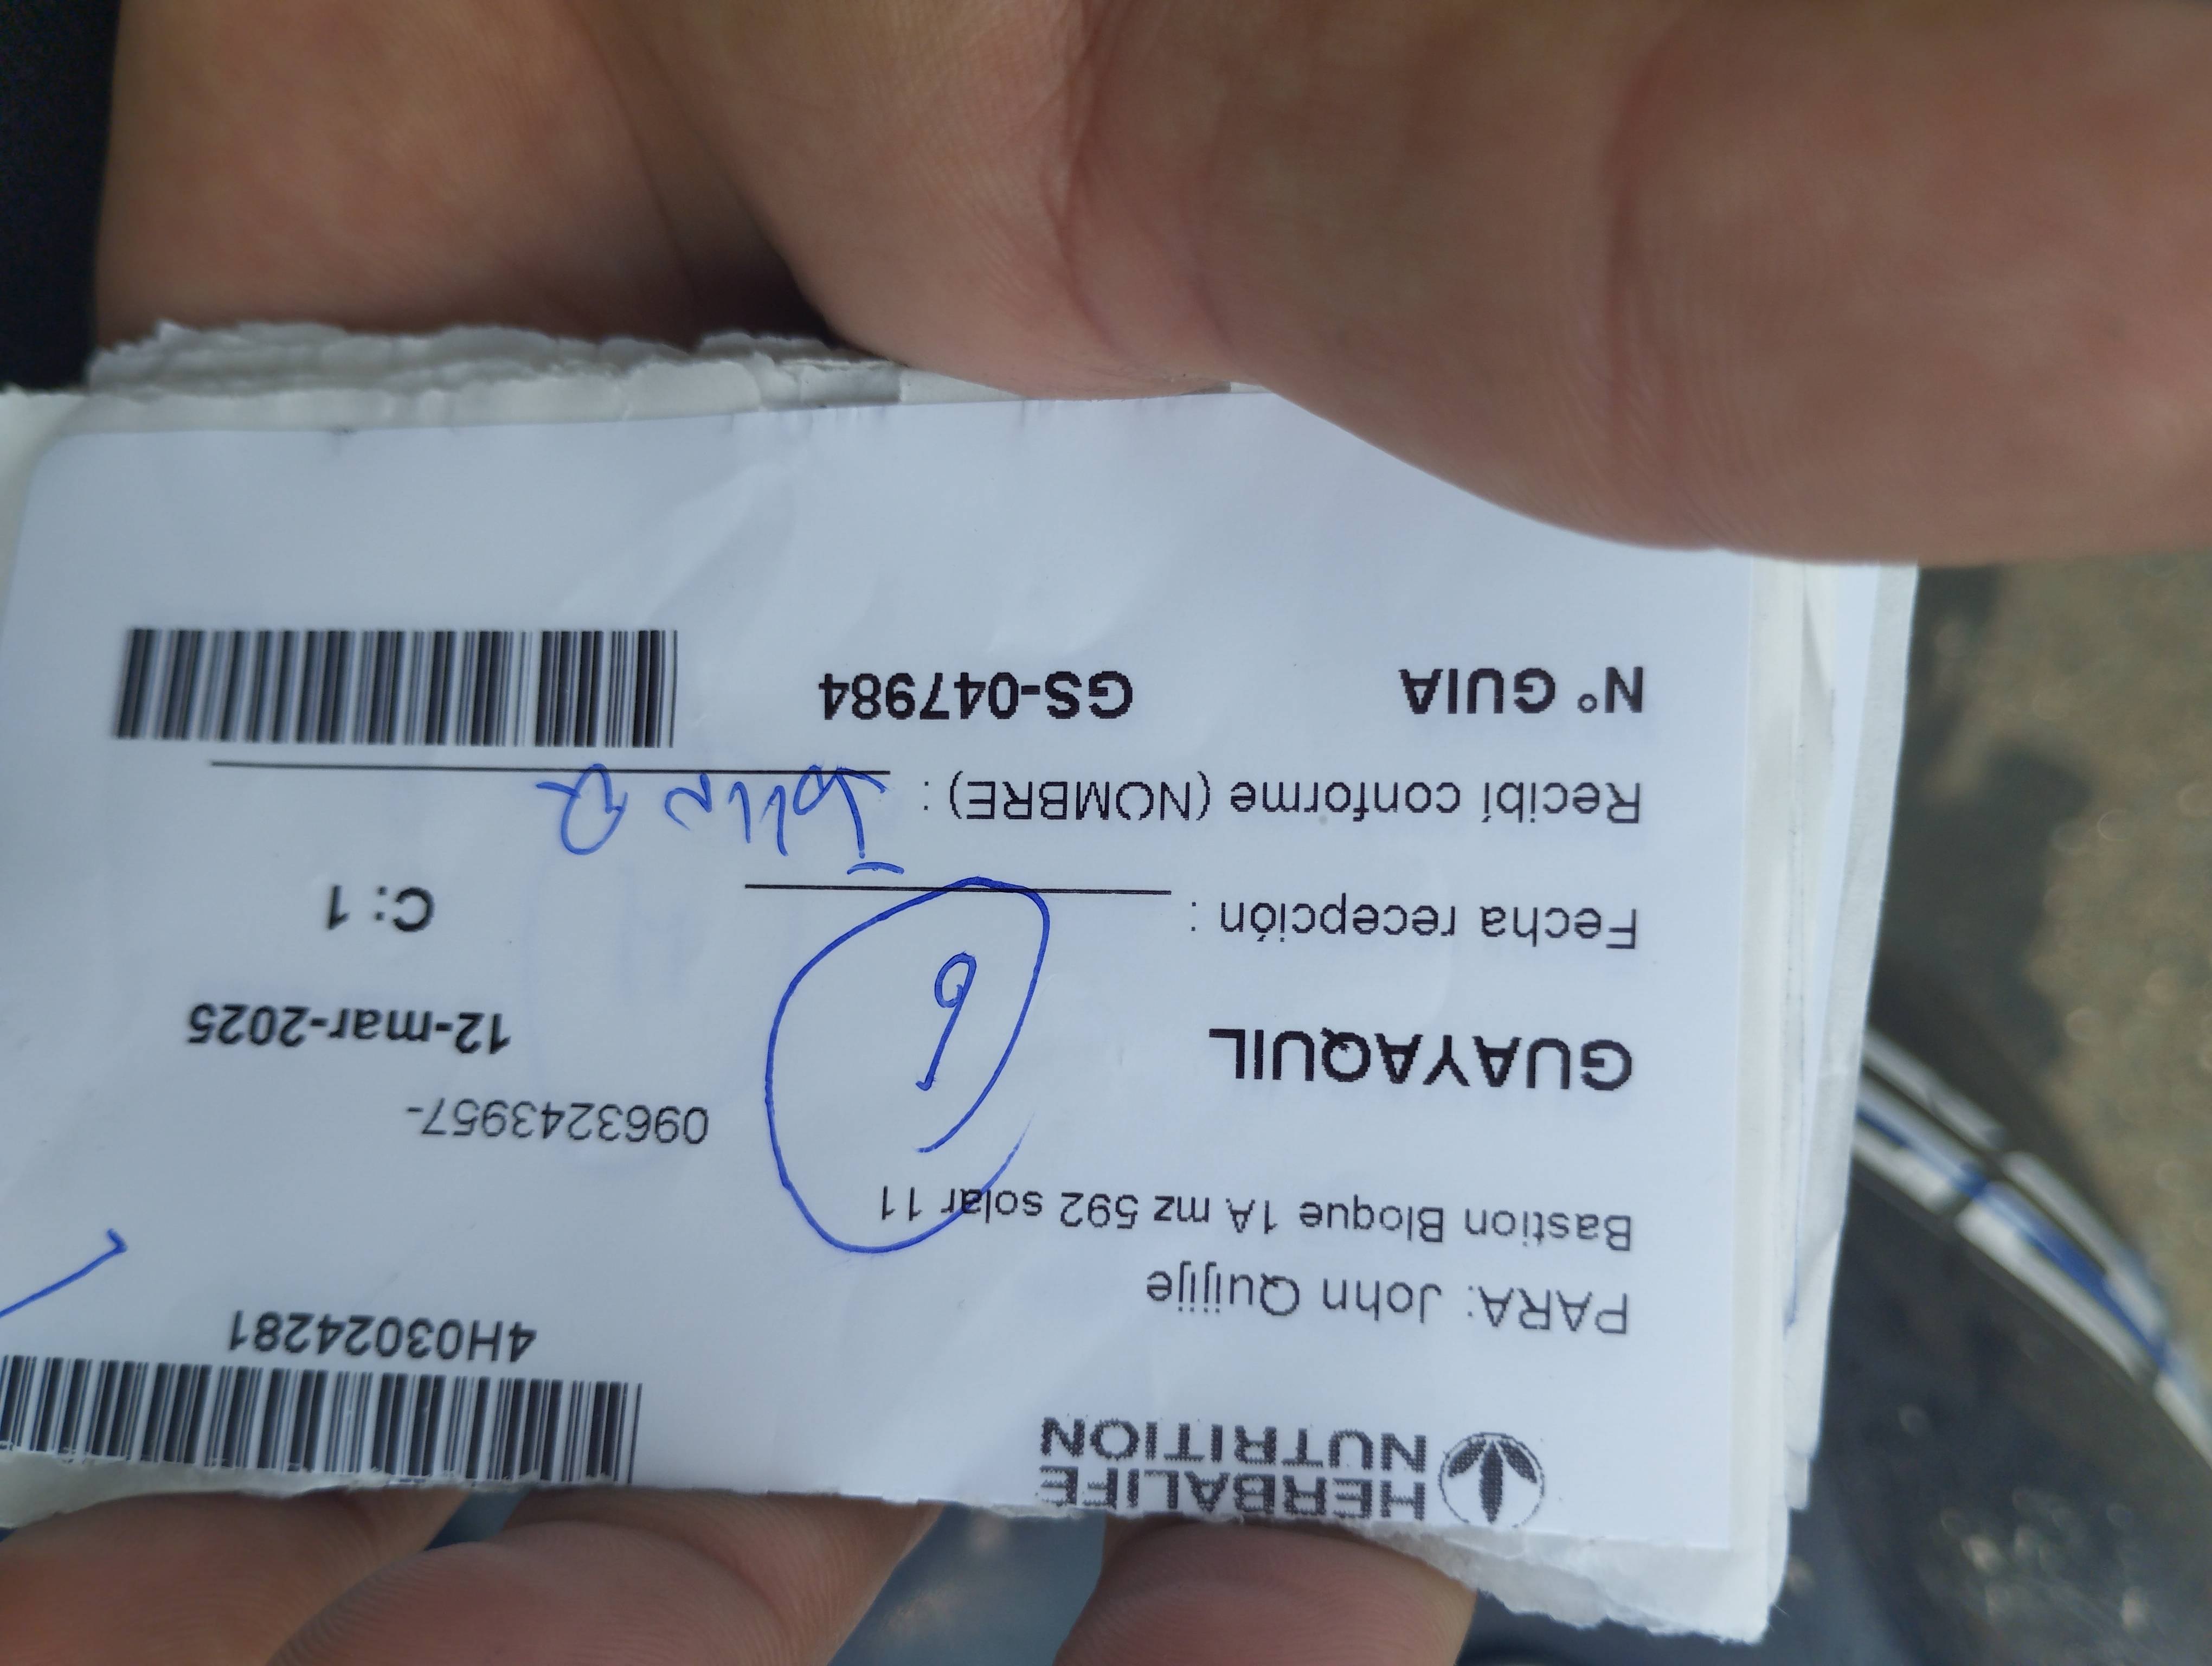 HERBALIFE
NUTRITION
4H03024281
PARA: John Quijije
Bastion Bloque 1A mz 592 solar 11
0963243957-
GUAYAQUIL
12-mar-2025
Fecha recepción :
C: 1
Recibí conforme (NOMBRE) :
N° GUIA GS-047984